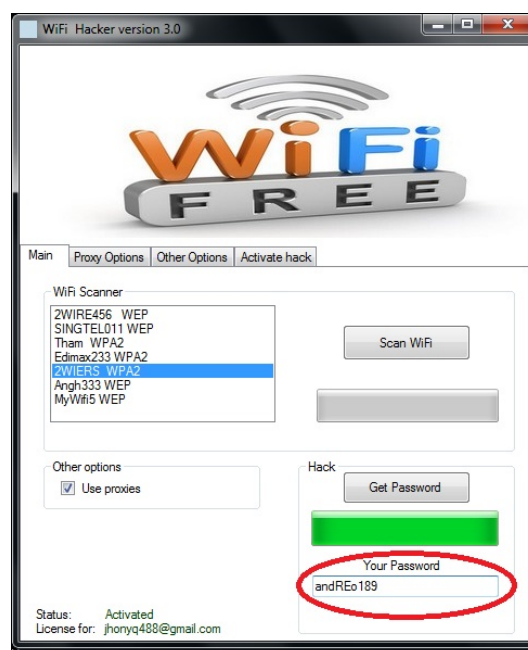 WiFi Hacker version 3.0
WiFi
FREE
Main Proxy Options Other Options Activate hack
WiFi Scanner
2WIRE456 WEP
SINGTEL011 WEP
Tham WPA2
Edimax233 WPA2
2WIERS WPA2
Angh333 WEP
MyWifi5 WEP
Scan WiFi
Other options
Use proxies
Hack
Get Password
Your Password
andREo189
Status: Activated
License for: jhonyq488@gmail.com